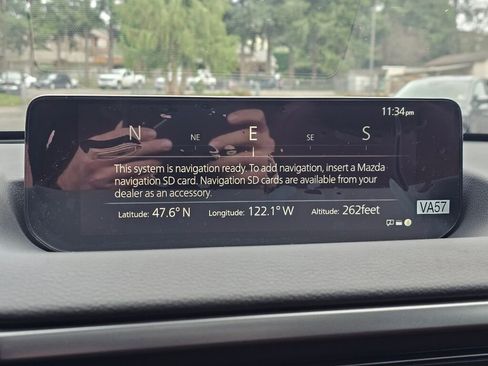 11:34pm
N NE E SE S
This system is navigation ready. To add navigation, insert a Mazda
navigation SD card. Navigation SD cards are available from your
dealer as an accessory.
Latitude: 47.6° N Longitude: 122.1° W Altitude: 262feet
VA57